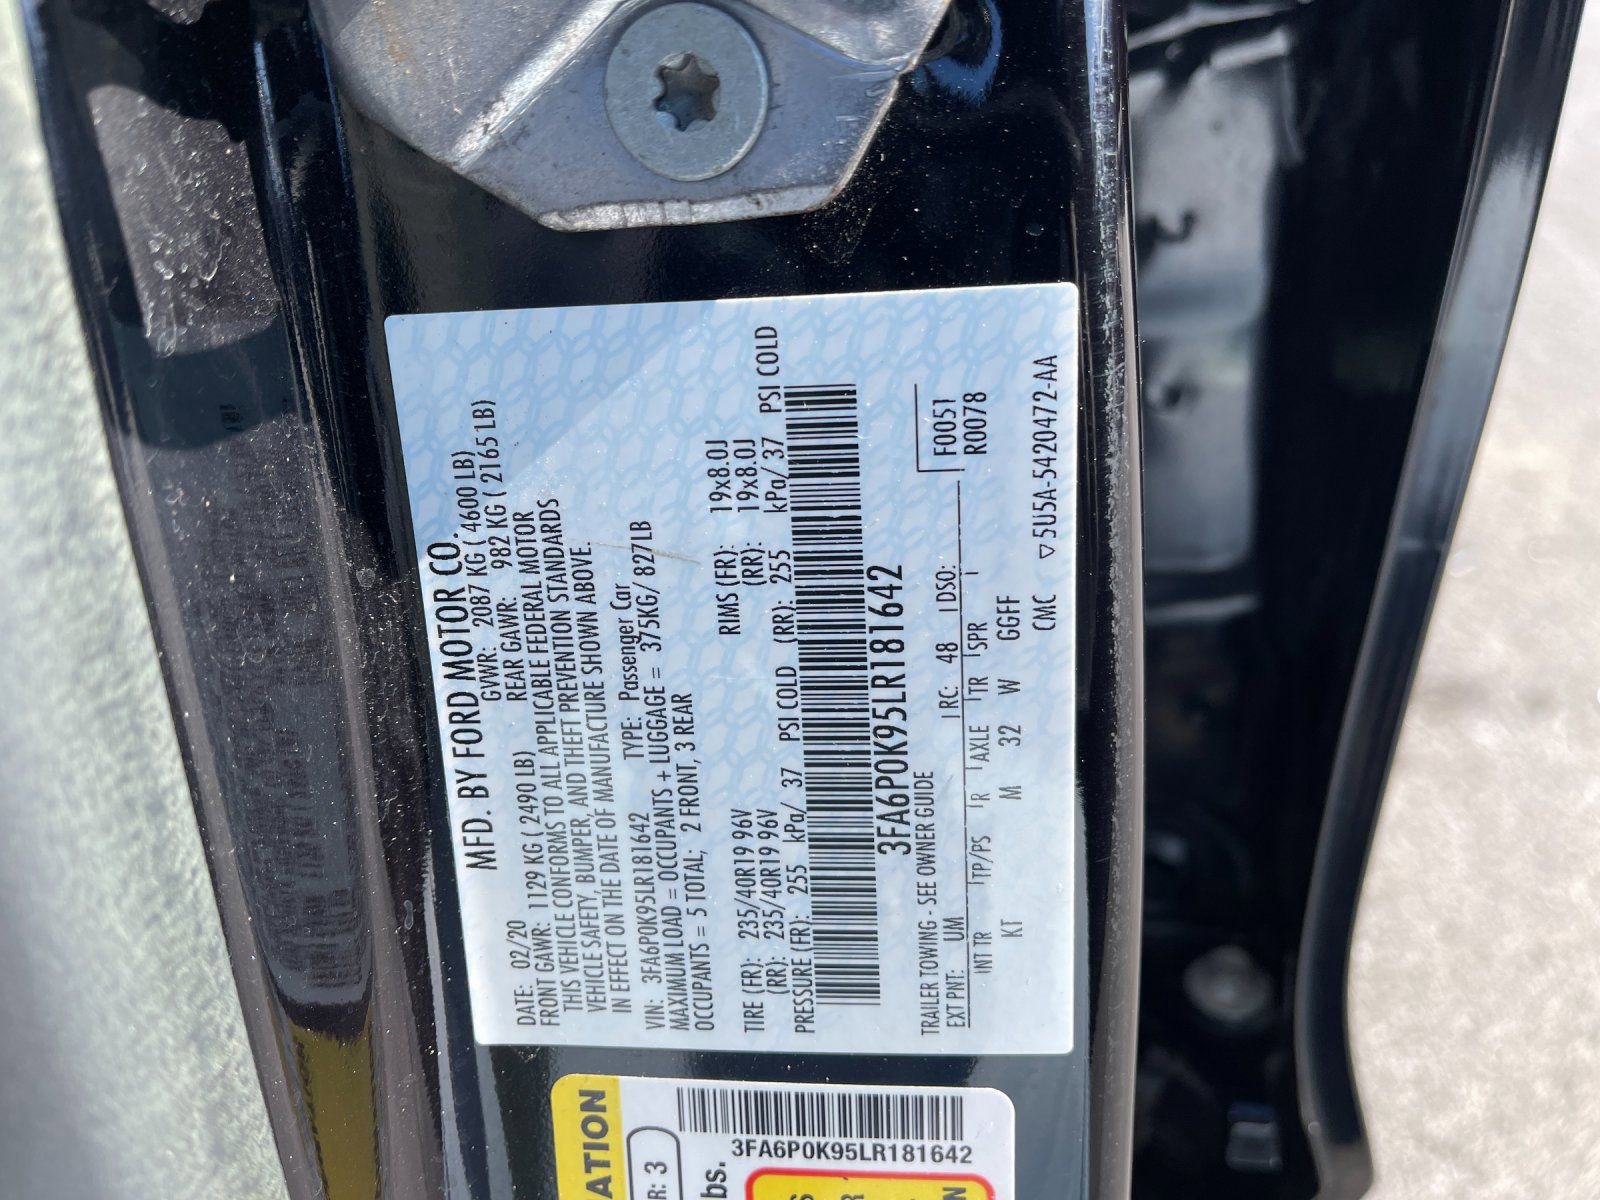 MFD. BY FORD MOTOR CO.
DATE: 02/20 GVWR: 2087 KG ( 4600 LB)
FRONT GAWR: 1129 KG ( 2490 LB) REAR GAWR: 982 KG ( 2165 LB)
THIS VEHICLE CONFORMS TO ALL APPLICABLE FEDERAL MOTOR
VEHICLE SAFETY, BUMPER, AND THEFT PREVENTION STANDARDS
IN EFFECT ON THE DATE OF MANUFACTURE SHOWN ABOVE.
VIN: 3FA6P0K95LR181642 TYPE: Passenger Car
MAXIMUM LOAD = OCCUPANTS + LUGGAGE = 375KG/ 827LB
OCCUPANTS = 5 TOTAL; 2 FRONT, 3 REAR
TIRE (FR): 235/40R19 96V RIMS (FR): 19x8.0J
(RR): 235/40R19 96V (RR): 19x8.0J
PRESSURE (FR): 255 kPa/ 37 PSI COLD (RR): 255 kPa/ 37 PSI COLD
3FA6P0K95LR181642
TRAILER TOWING - SEE OWNER GUIDE
F0051
R0078
EXT PNT: UM RC: 48 DSO:
INT TR TP/PS R AXLE TR SPR
KT M 32 W GGFF
CMC ▽5U5A-5420472-AA
ATION
R: 3
bs.
3FA6P0K95LR181642